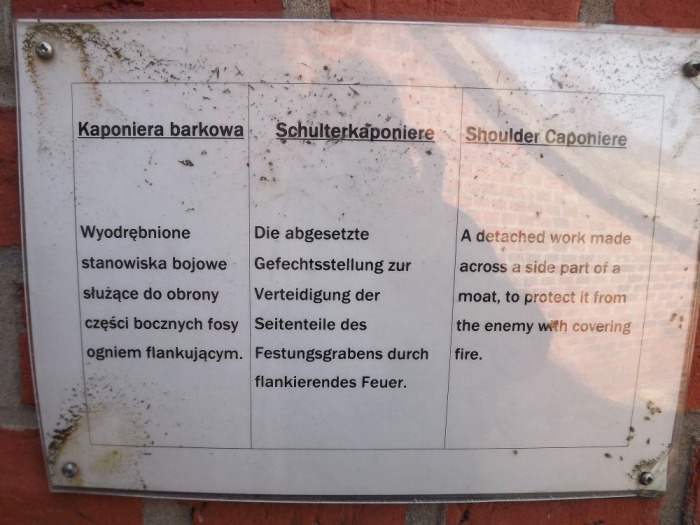 Kaponiera barkowa
Wyodrębnione
stanowiska bojowe
służące do obrony
części bocznych fosy
ogniem flankującym.
Schulterkaponiere
Die abgesetzte
Gefechtsstellung zur
Verteidigung der
Seitenteile des
Festungsgrabens durch
flankierendes Feuer.
Shoulder Caponiere
A detached work made
across a side part of a
moat, to protect it from
the enemy with covering
fire.